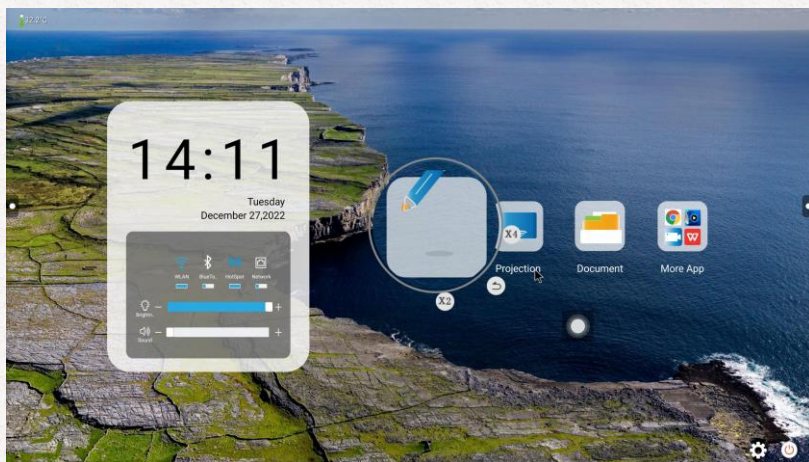 14:11
Tuesday
December 27,2022
WLAN BlueTo.. HotSpot Network
Brightn..
Sound
X4
X2
Projection
Document
More App